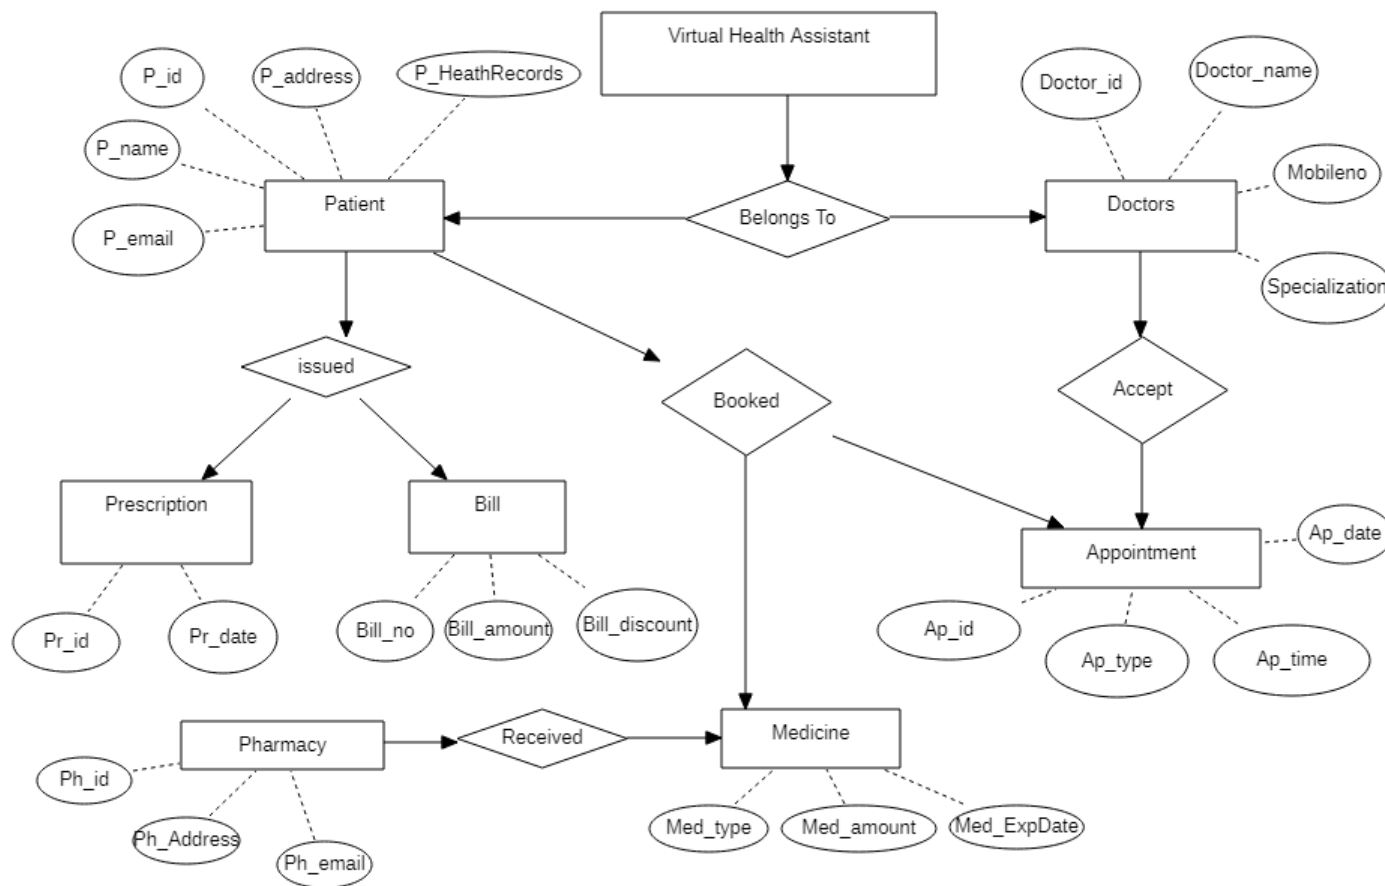 Virtual Health Assistant
P_id
P_address
P_HeathRecords
Doctor_id
Doctor_name
P_name
Mobileno
Patient
Belongs To
Doctors
P_email
Specialization
issued
Booked
Accept
Prescription
Bill
Appointment
Ap_date
Pr_id
Pr_date
Bill_no
Bill_amount
Bill_discount
Ap_id
Ap_type
Ap_time
Pharmacy
Received
Medicine
Ph_id
Ph_Address
Ph_email
Med_type
Med_amount
Med_ExpDate